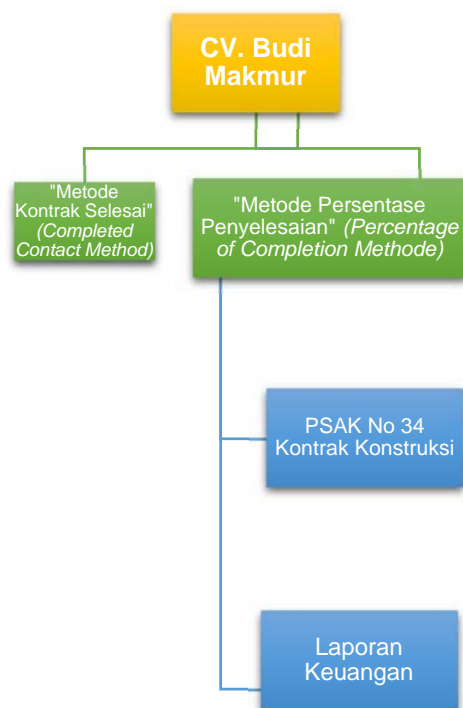 CV. Budi
Makmur
"Metode
Kontrak Selesai"
(Completed
Contact Method)
"Metode Persentase
Penyelesaian" (Percentage
of Completion Methode)
PSAK No 34
Kontrak Konstruksi
Laporan
Keuangan